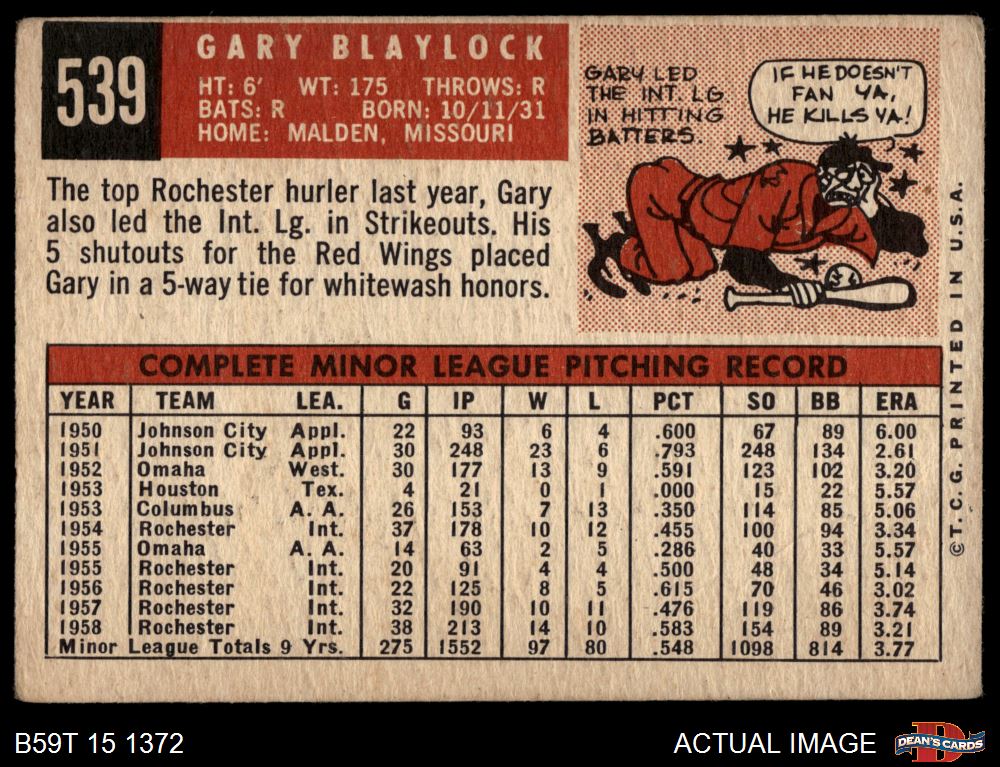 539
GARY BLAYLOCK
HT: 6' WT: 175 THROWS: R
BATS: R BORN: 10/11/31
HOME: MALDEN, MISSOURI
The top Rochester hurler last year, Gary
also led the Int. Lg. in Strikeouts. His
5 shutouts for the Red Wings placed
Gary in a 5-way tie for whitewash honors.
GARY LED
THE INT LG
IN HITTING
BATTERS.
IF HE DOESN'T
FAN YA,
HE KILLS YA!
COMPLETE MINOR LEAGUE PITCHING RECORD
YEAR TEAM LEA. G IP W L PCT SO BB ERA
1950 Johnson City Appl. 22 93 6 4 .600 67 89 6.00
1951 Johnson City Appl. 30 248 23 6 .793 248 134 2.61
1952 Omaha West. 30 177 13 9 .591 123 102 3.20
1953 Houston Tex. 4 21 0 1 .000 15 22 5.57
1953 Columbus A. A. 26 153 7 13 .350 114 85 5.06
1954 Rochester Int. 37 178 10 12 .455 100 94 3.34
1955 Omaha A. A. 14 63 2 5 .286 40 33 5.57
1955 Rochester Int. 20 91 4 4 .500 48 34 5.14
1956 Rochester Int. 22 125 8 5 .615 70 46 3.02
1957 Rochester Int. 32 190 10 11 .476 119 86 3.74
1958 Rochester Int. 38 213 14 10 .583 154 89 3.21
Minor League Totals 9 Yrs. 275 1552 97 80 .548 1098 814 3.77
© T. C. G. PRINTED IN U.S.A.
B59T 15 1372
ACTUAL IMAGE
D
DEAN'S CARDS